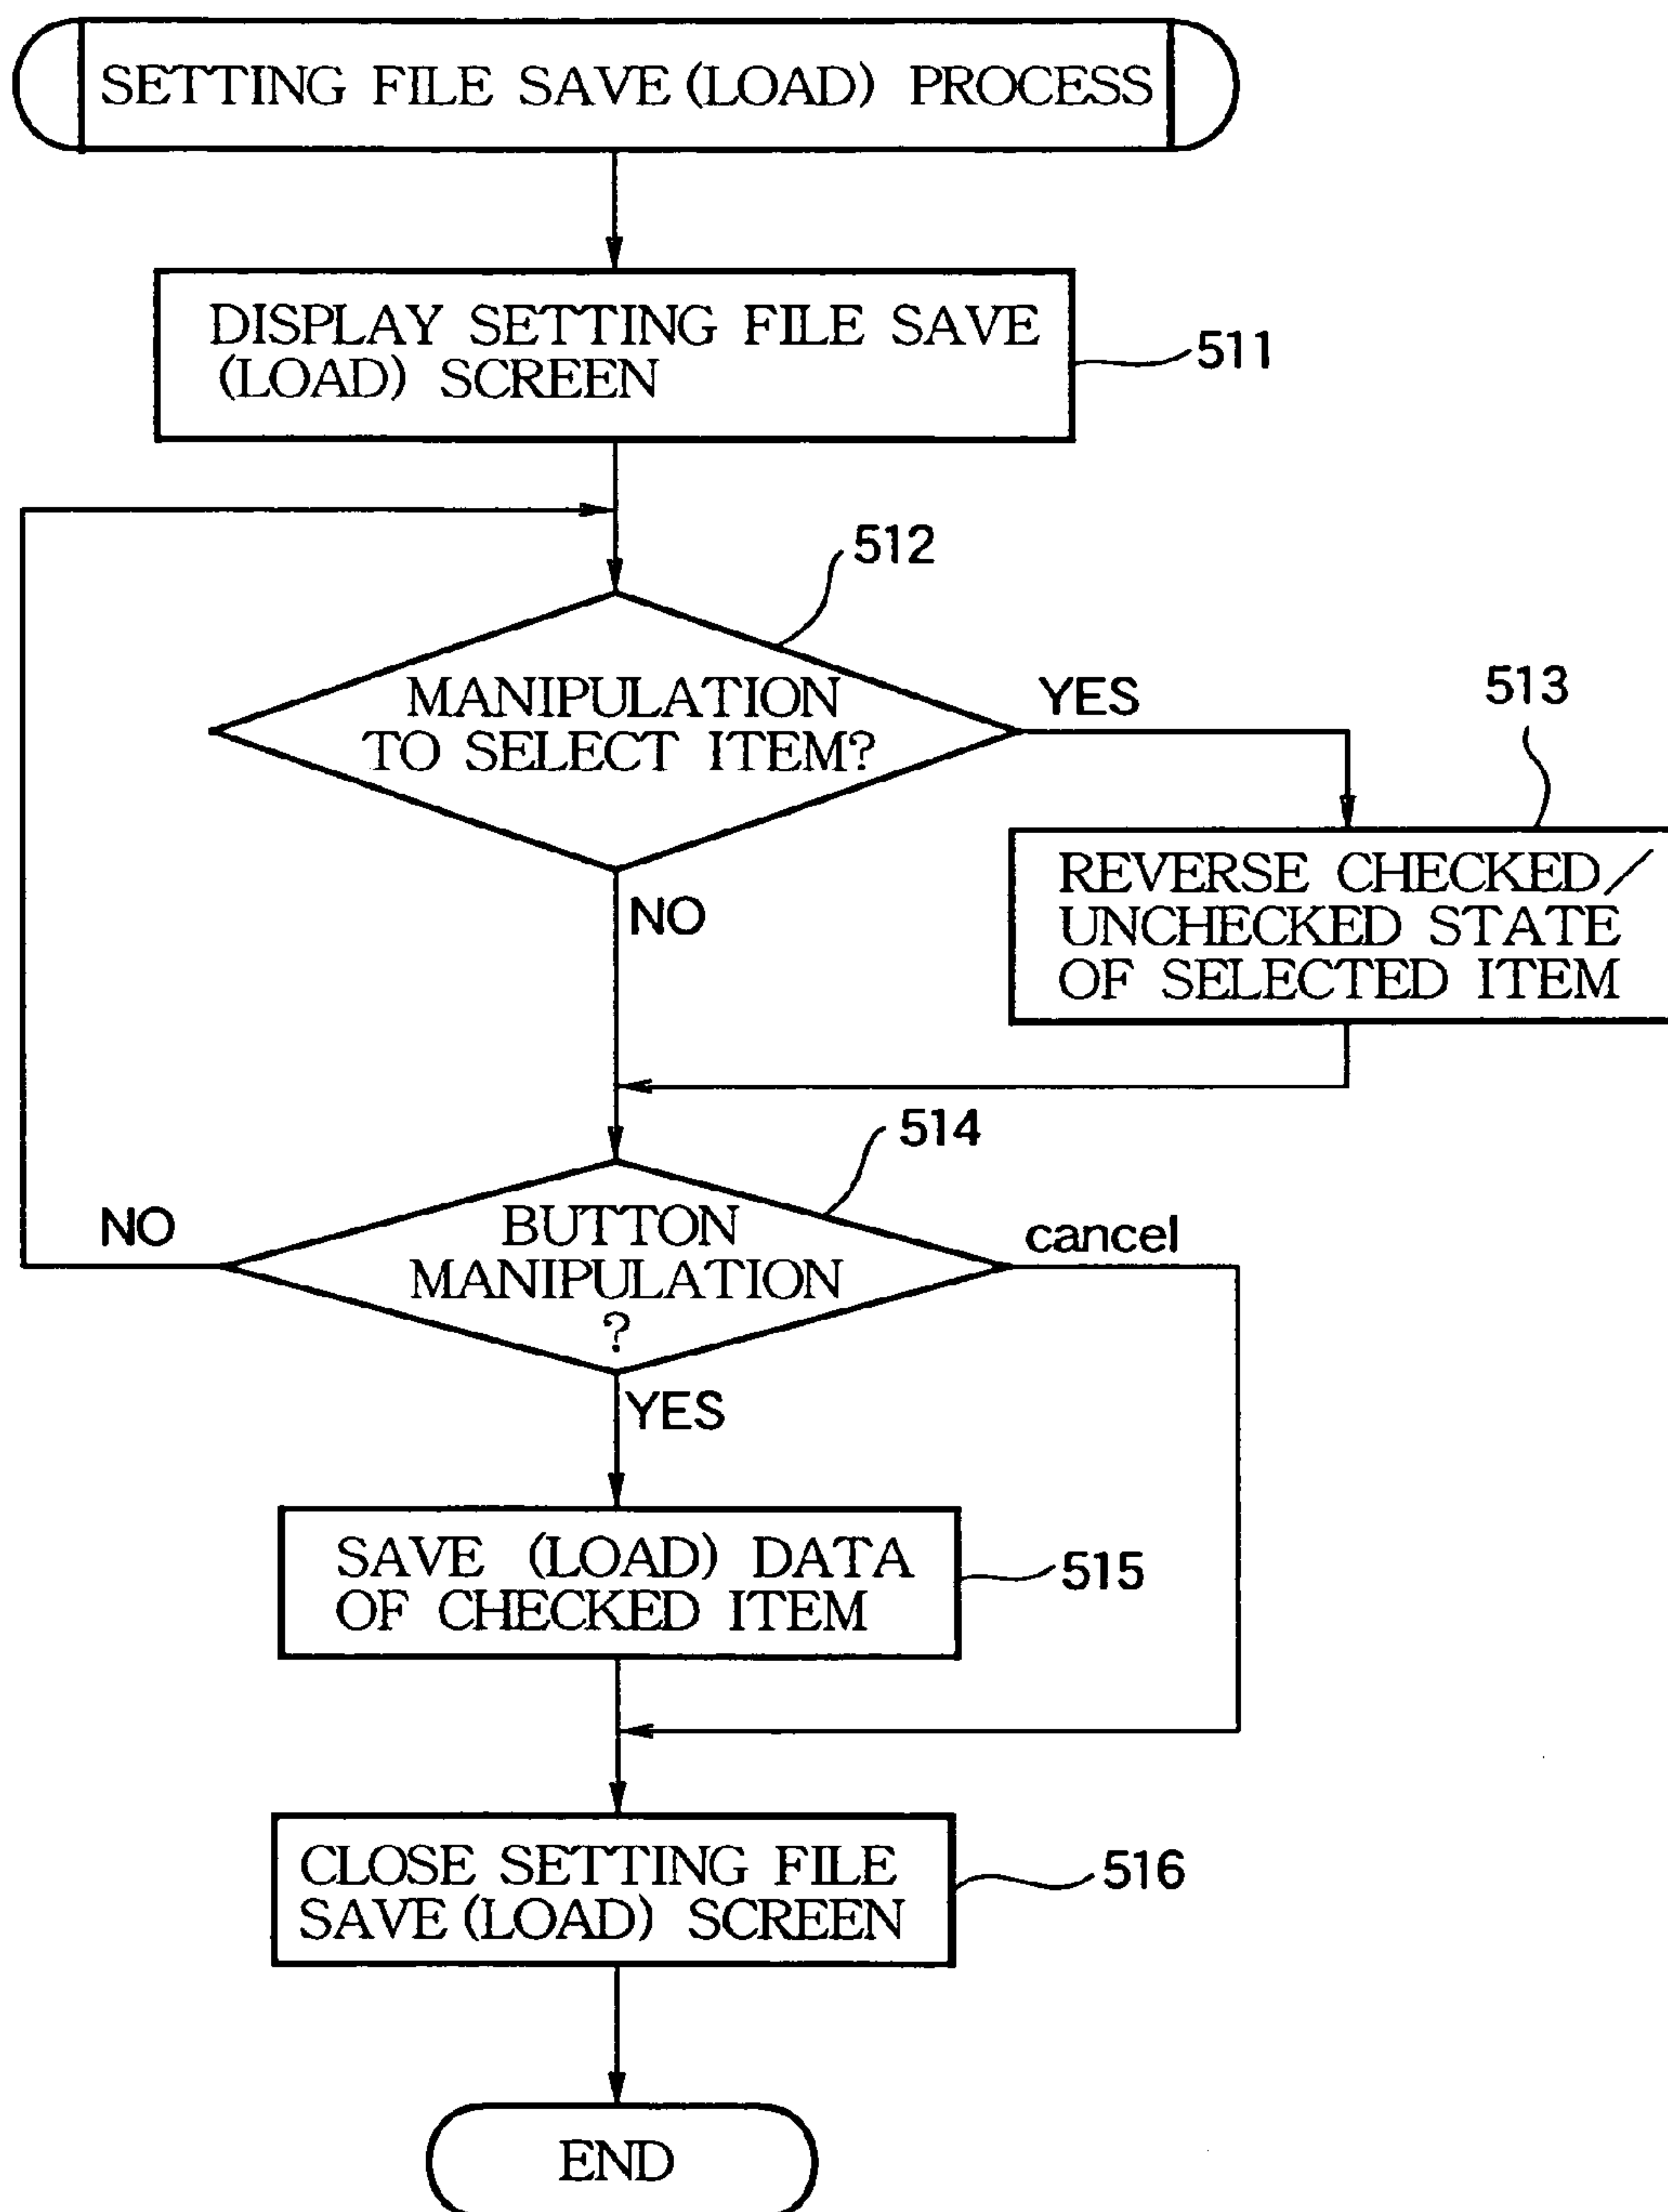 SETTING FILE SAVE (LOAD) PROCESS
DISPLAY SETTING FILE SAVE
(LOAD) SCREEN
511
512
MANIPULATION
TO SELECT ITEM?
YES
513
NO
REVERSE CHECKED/
UNCHECKED STATE
OF SELECTED ITEM
514
NO
BUTTON
MANIPULATION
?
cancel
YES
SAVE (LOAD) DATA
OF CHECKED ITEM
515
CLOSE SETTING FILE
SAVE (LOAD) SCREEN
516
END